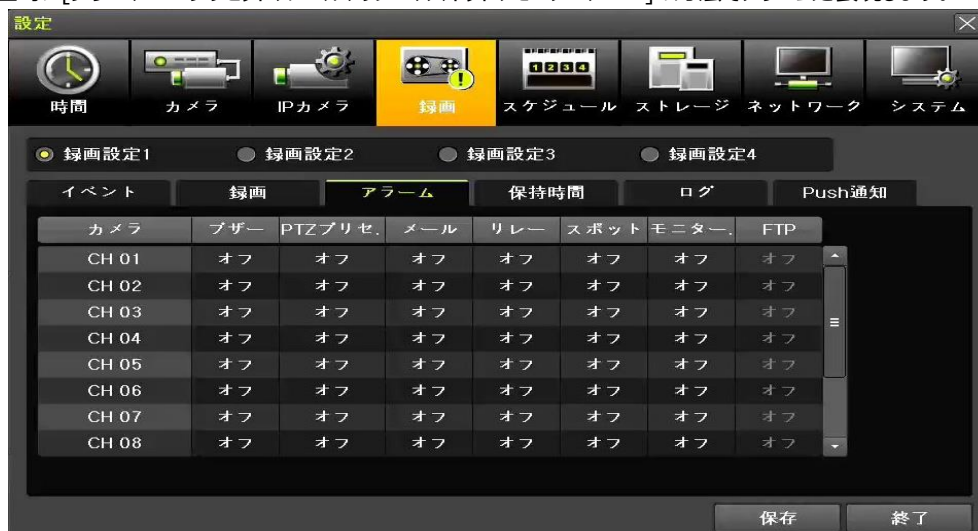 設定
時間 カメラ IPカメラ 録画 スケジュール ストレージ ネットワーク システム
1 2 3 4
録画設定1 録画設定2 録画設定3 録画設定4
イベント 録画 アラーム 保持時間 ログ Push通知
カメラ ブザー PTZプリセ. メール リレー スポット モニター. FTP
CH 01 オフ オフ オフ オフ オフ オフ オフ
CH 02 オフ オフ オフ オフ オフ オフ オフ
CH 03 オフ オフ オフ オフ オフ オフ オフ
CH 04 オフ オフ オフ オフ オフ オフ オフ
CH 05 オフ オフ オフ オフ オフ オフ オフ
CH 06 オフ オフ オフ オフ オフ オフ オフ
CH 07 オフ オフ オフ オフ オフ オフ オフ
CH 08 オフ オフ オフ オフ オフ オフ オフ
保存 終了